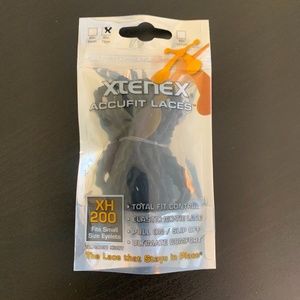 XTENEX
ACCUFIT LACES
XH
200
Fits Small
Size Eyelets
• TOTAL FIT CONTROL
• PULL ON / SLIP OFF
• ULTIMATE COMFORT
The Lace that Stays in Place